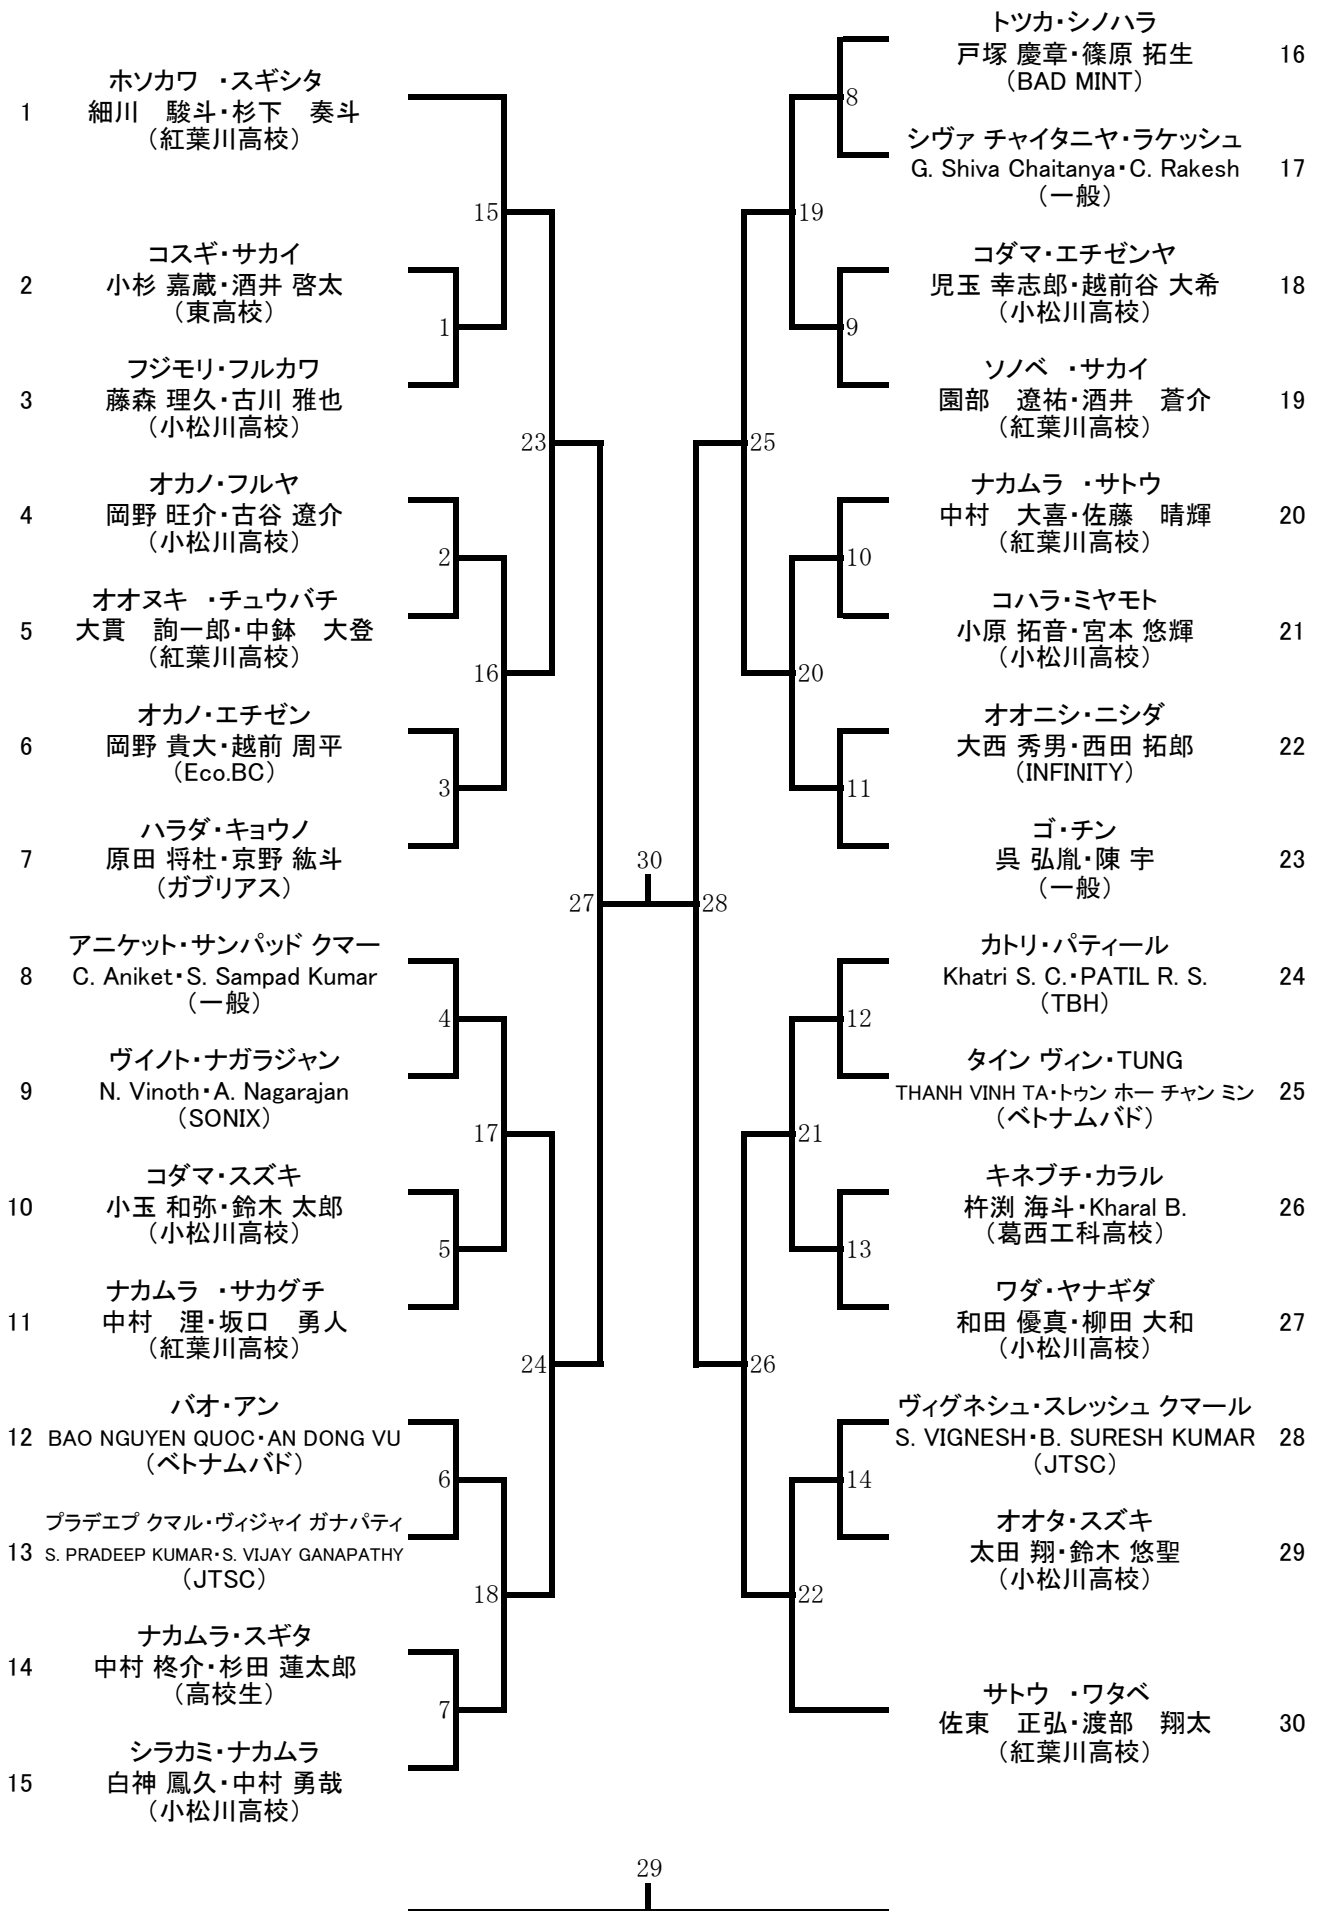 ホソカワ　・スギシタ
1 細川　駿斗・杉下　奏斗
（紅葉川高校）
15
コスギ・サカイ
2 小杉 嘉蔵・酒井 啓太
（東高校）
1
フジモリ・フルカワ
3 藤森 理久・古川 雅也
（小松川高校）
23
オカノ・フルヤ
4 岡野 旺介・古谷 遼介
（小松川高校）
2
オオヌキ　・チュウバチ
5 大貫　詢一郎・中鉢　大登
（紅葉川高校）
16
オカノ・エチゼン
6 岡野 貴大・越前 周平
（Eco.BC）
3
ハラダ・キョウノ
7 原田 将杜・京野 紘斗
（ガブリアス）
27
アニケット・サンパッド クマー
8 C. Aniket・S. Sampad Kumar
（一般）
4
ヴイノト・ナガラジャン
9 N. Vinoth・A. Nagarajan
（SONIX）
17
コダマ・スズキ
10 小玉 和弥・鈴木 太郎
（小松川高校）
5
ナカムラ　・サカグチ
11 中村　浬・坂口　勇人
（紅葉川高校）
24
バオ・アン
12 BAO NGUYEN QUOC・AN DONG VU
（ベトナムバド）
6
プラデエプ クマル・ヴィジャイ ガナパティ
13 S. PRADEEP KUMAR・S. VIJAY GANAPATHY
（JTSC）
18
ナカムラ・スギタ
14 中村 柊介・杉田 蓮太郎
（高校生）
7
シラカミ・ナカムラ
15 白神 鳳久・中村 勇哉
（小松川高校）
30
トツカ・シノハラ
戸塚 慶章・篠原 拓生 16
（BAD MINT）
8
シヴァ チャイタニヤ・ラケッシュ
G. Shiva Chaitanya・C. Rakesh 17
（一般）
19
コダマ・エチゼンヤ
児玉 幸志郎・越前谷 大希 18
（小松川高校）
9
ソノベ　・サカイ
園部　遼祐・酒井　蒼介 19
（紅葉川高校）
25
ナカムラ　・サトウ
中村　大喜・佐藤　晴輝 20
（紅葉川高校）
10
コハラ・ミヤモト
小原 拓音・宮本 悠輝 21
（小松川高校）
20
オオニシ・ニシダ
大西 秀男・西田 拓郎 22
（INFINITY）
11
ゴ・チン
呉 弘胤・陳 宇 23
（一般）
28
カトリ・パティール
Khatri S. C.・PATIL R. S. 24
（TBH）
12
タイン ヴィン・TUNG
THANH VINH TA・トゥン ホー チャン ミン 25
（ベトナムバド）
21
キネブチ・カラル
杵渕 海斗・Kharal B. 26
（葛西工科高校）
13
ワダ・ヤナギダ
和田 優真・柳田 大和 27
（小松川高校）
26
ヴィグネシュ・スレッシュ クマール
S. VIGNESH・B. SURESH KUMAR 28
（JTSC）
14
オオタ・スズキ
太田 翔・鈴木 悠聖 29
（小松川高校）
22
サトウ　・ワタベ
佐東　正弘・渡部　翔太 30
（紅葉川高校）
29